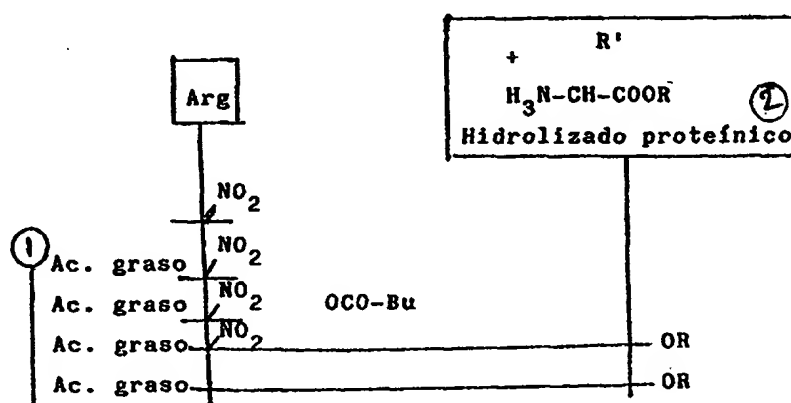 Arg
R'
+
H₃N-CH-COOR
2
Hidrolizado proteínico
NO₂
1
Ac. graso NO₂
Ac. graso NO₂ OCO-Bu
Ac. graso NO₂ OR
Ac. graso OR